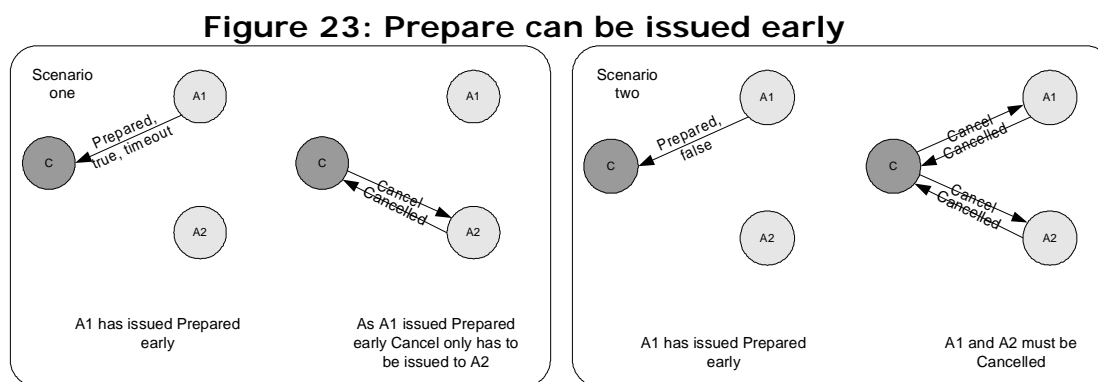 Figure 23: Prepare can be issued early
Scenario
one
A1
Prepared,
true, timeout
C
A2
A1 has issued Prepared
early
A1
C
Cancel
Cancelled
A2
As A1 issued Prepared
early Cancel only has to
be issued to A2
Scenario
two
A1
Prepared,
false
C
A2
A1 has issued Prepared
early
A1
Cancel
Cancelled
C
Cancel
Cancelled
A2
A1 and A2 must be
Cancelled